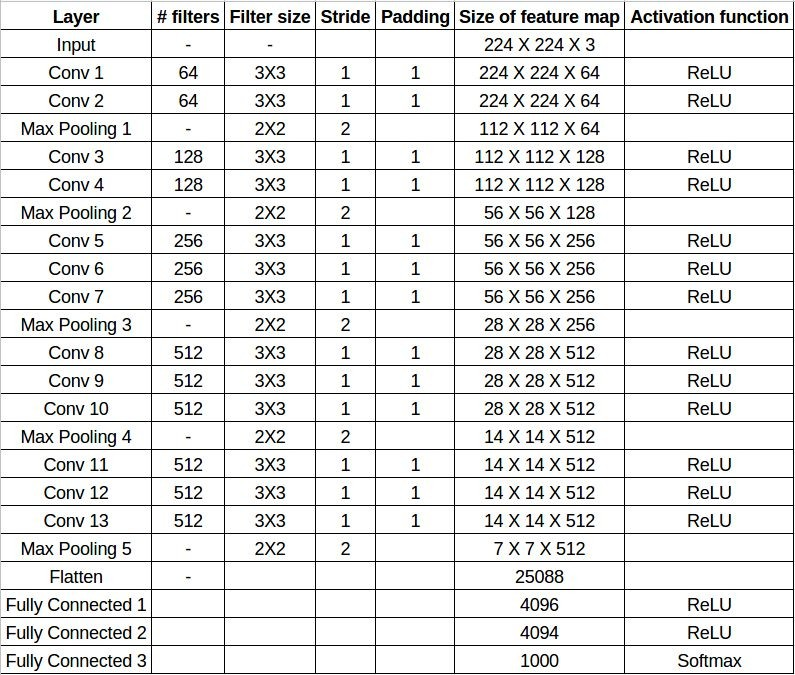 Layer # filters Filter size Stride Padding Size of feature map Activation function
Input - - 224 X 224 X 3
Conv 1 64 3X3 1 1 224 X 224 X 64 ReLU
Conv 2 64 3X3 1 1 224 X 224 X 64 ReLU
Max Pooling 1 - 2X2 2 112 X 112 X 64
Conv 3 128 3X3 1 1 112 X 112 X 128 ReLU
Conv 4 128 3X3 1 1 112 X 112 X 128 ReLU
Max Pooling 2 - 2X2 2 56 X 56 X 128
Conv 5 256 3X3 1 1 56 X 56 X 256 ReLU
Conv 6 256 3X3 1 1 56 X 56 X 256 ReLU
Conv 7 256 3X3 1 1 56 X 56 X 256 ReLU
Max Pooling 3 - 2X2 2 28 X 28 X 256
Conv 8 512 3X3 1 1 28 X 28 X 512 ReLU
Conv 9 512 3X3 1 1 28 X 28 X 512 ReLU
Conv 10 512 3X3 1 1 28 X 28 X 512 ReLU
Max Pooling 4 - 2X2 2 14 X 14 X 512
Conv 11 512 3X3 1 1 14 X 14 X 512 ReLU
Conv 12 512 3X3 1 1 14 X 14 X 512 ReLU
Conv 13 512 3X3 1 1 14 X 14 X 512 ReLU
Max Pooling 5 - 2X2 2 7 X 7 X 512
Flatten - 25088
Fully Connected 1 4096 ReLU
Fully Connected 2 4094 ReLU
Fully Connected 3 1000 Softmax